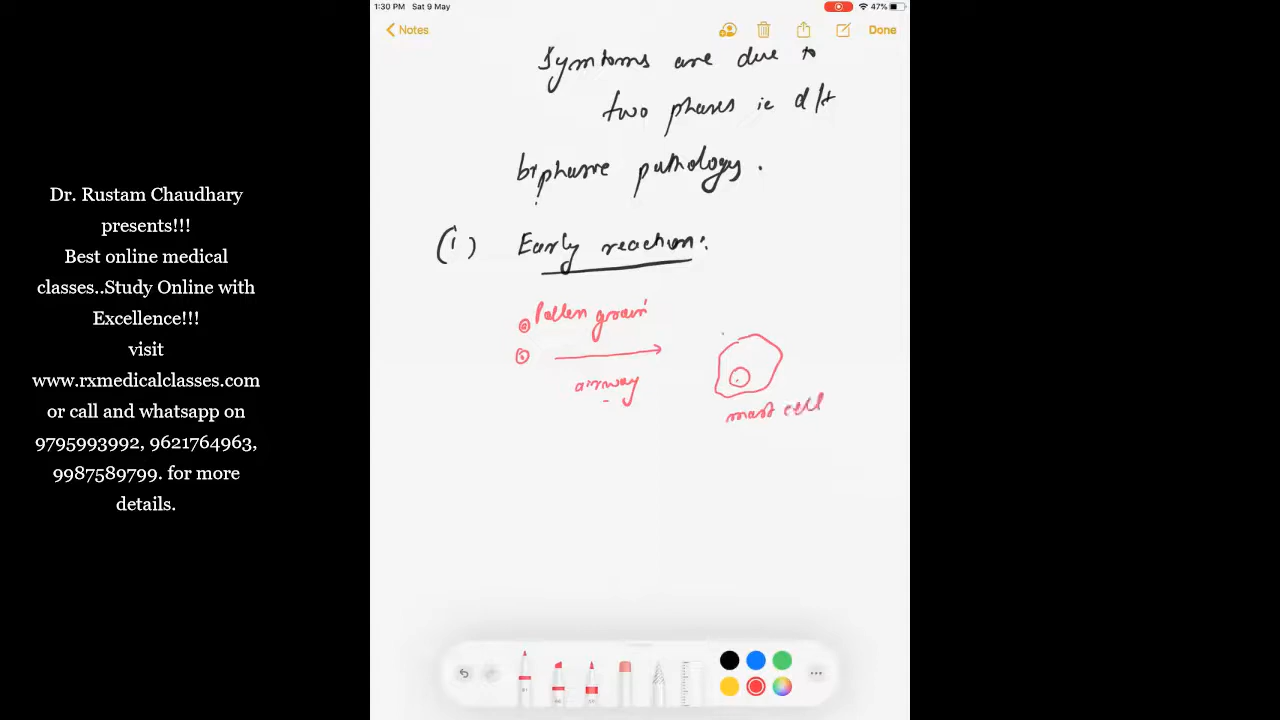 1:30 PM Sat 9 May
47%
Notes
Done
Symtoms are due to
two phases ie d/t
biphasic pathology.
(1) Early reaction:
Pollen grain
airway
mast cell
Dr. Rustam Chaudhary
presents!!!
Best online medical
classes..Study Online with
Excellence!!!
visit
www.rxmedicalclasses.com
or call and whatsapp on
9795993992, 9621764963,
9987589799. for more
details.